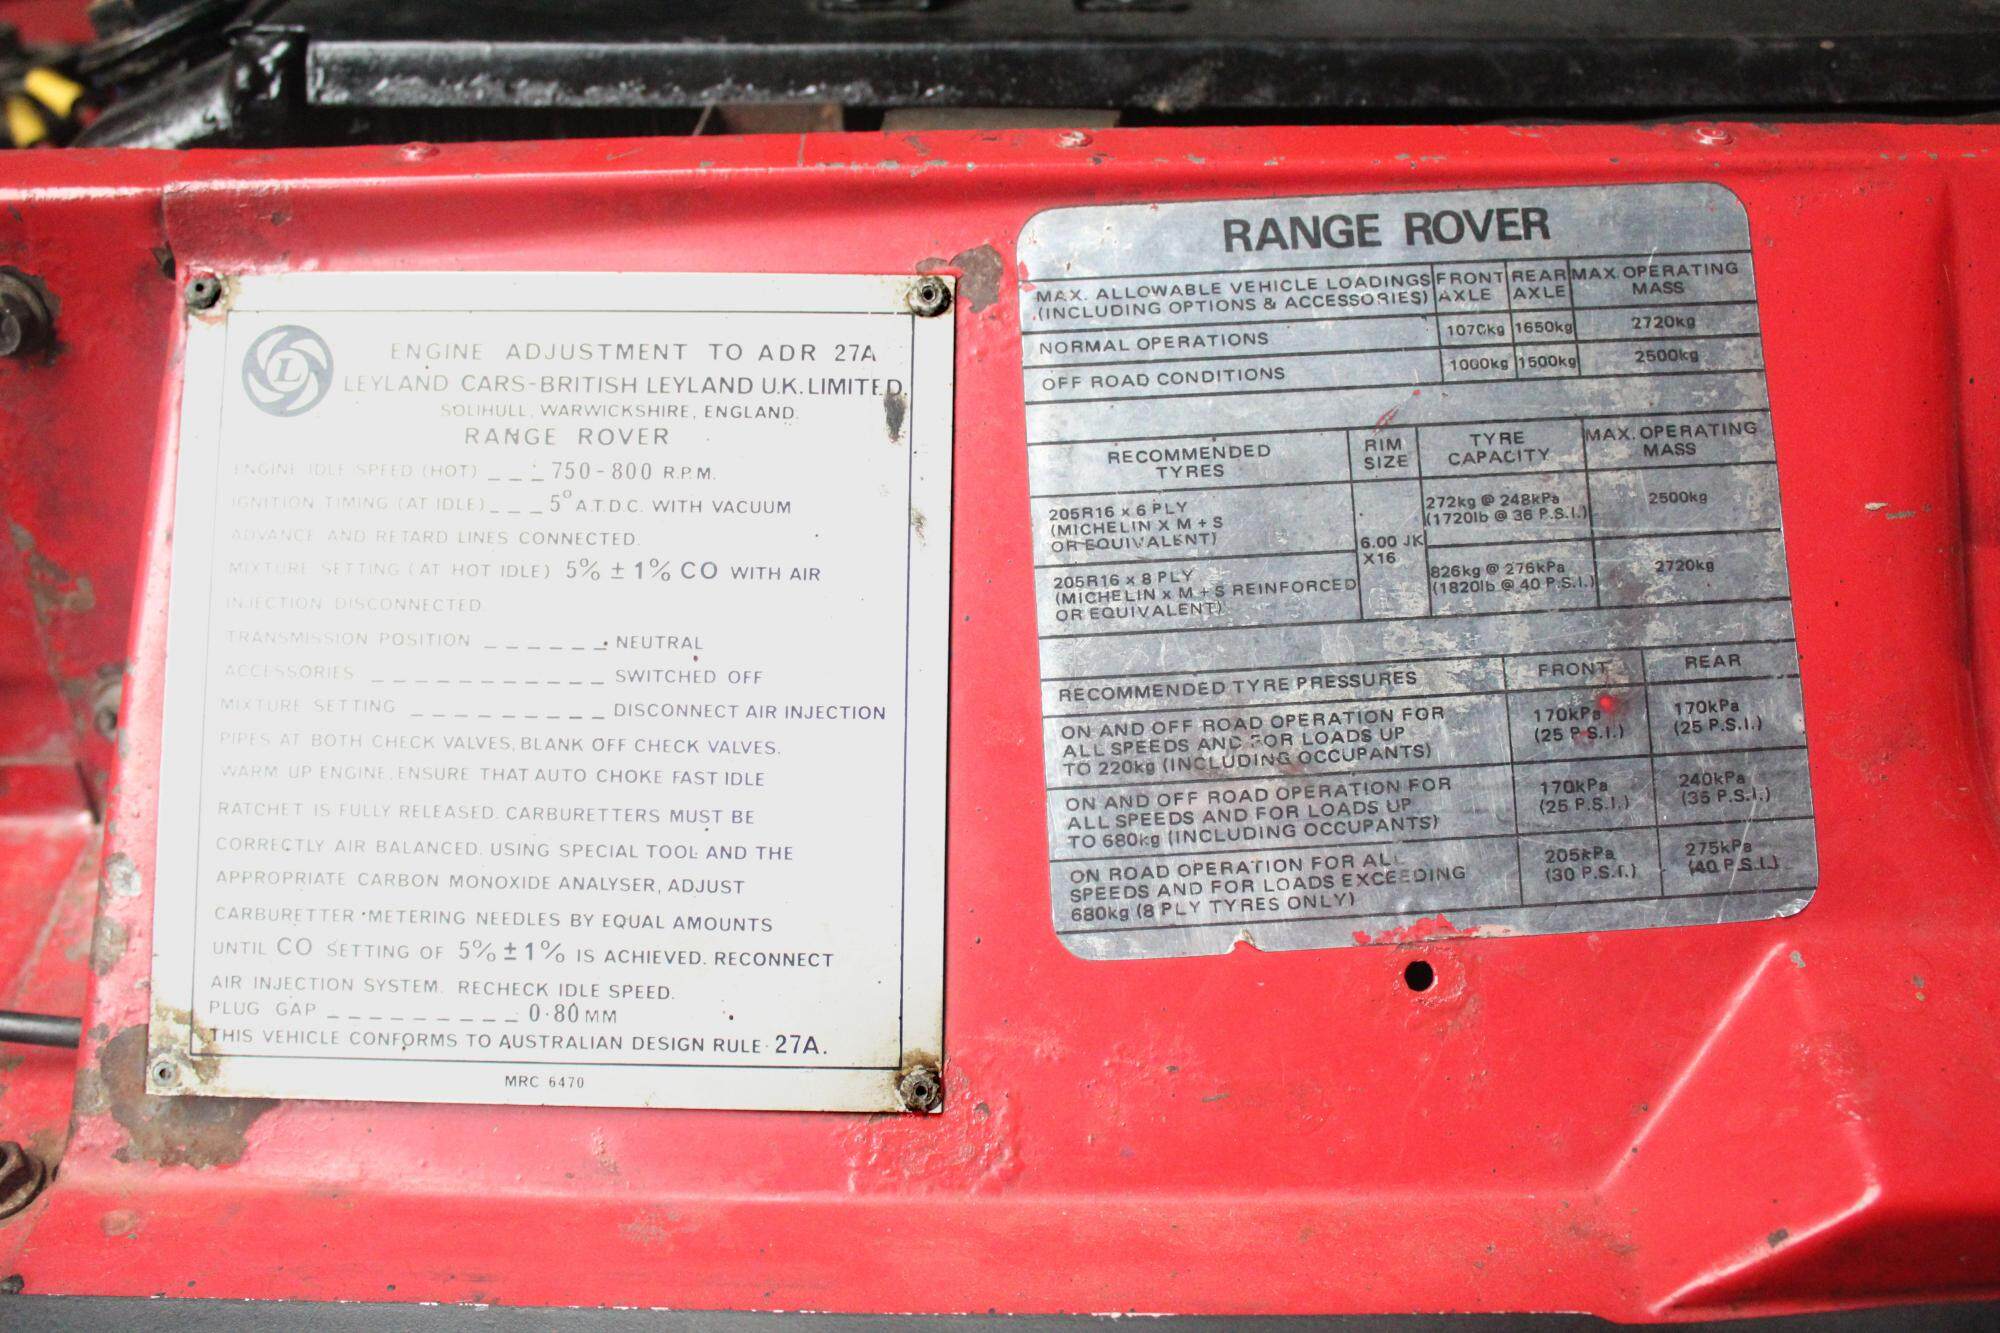 L
ENGINE ADJUSTMENT TO ADR 27A
LEYLAND CARS-BRITISH LEYLAND U.K. LIMITED.
SOLIHULL, WARWICKSHIRE, ENGLAND.
RANGE ROVER
ENGINE IDLE SPEED (HOT) _ _ _ 750-800 R.P.M.
IGNITION TIMING (AT IDLE) _ _ _ 5° A.T.D.C. WITH VACUUM
ADVANCE AND RETARD LINES CONNECTED.
MIXTURE SETTING (AT HOT IDLE) 5% ± 1% CO WITH AIR
INJECTION DISCONNECTED
TRANSMISSION POSITION _ _ _ _ _ _ NEUTRAL
ACCESSORIES _ _ _ _ _ _ _ _ _ _ _ SWITCHED OFF
MIXTURE SETTING _ _ _ _ _ _ _ _ _ DISCONNECT AIR INJECTION
PIPES AT BOTH CHECK VALVES, BLANK OFF CHECK VALVES.
WARM UP ENGINE, ENSURE THAT AUTO CHOKE FAST IDLE
RATCHET IS FULLY RELEASED. CARBURETTERS MUST BE
CORRECTLY AIR BALANCED. USING SPECIAL TOOL AND THE
APPROPRIATE CARBON MONOXIDE ANALYSER, ADJUST
CARBURETTER METERING NEEDLES BY EQUAL AMOUNTS
UNTIL CO SETTING OF 5% ± 1% IS ACHIEVED. RECONNECT
AIR INJECTION SYSTEM. RECHECK IDLE SPEED.
PLUG GAP _ _ _ _ _ _ _ _ _ 0·80 MM
THIS VEHICLE CONFORMS TO AUSTRALIAN DESIGN RULE 27A.
MRC 6470
RANGE ROVER
MAX. ALLOWABLE VEHICLE LOADINGS FRONT REAR MAX. OPERATING
(INCLUDING OPTIONS & ACCESSORIES) AXLE AXLE MASS
NORMAL OPERATIONS 1070kg 1650kg 2720kg
OFF ROAD CONDITIONS 1000kg 1500kg 2500kg
RECOMMENDED TYRES RIM SIZE TYRE CAPACITY MAX. OPERATING MASS
205R16 x 6 PLY 272kg @ 248kPa 2500kg
(MICHELIN X M + S (1720lb @ 36 P.S.I.)
OR EQUIVALENT) 6.00 JK
X16
205R16 x 8 PLY 826kg @ 276kPa 2720kg
(MICHELIN x M + S REINFORCED (1820lb @ 40 P.S.I.)
OR EQUIVALENT)
RECOMMENDED TYRE PRESSURES FRONT REAR
ON AND OFF ROAD OPERATION FOR 170kPa 170kPa
ALL SPEEDS AND FOR LOADS UP (25 P.S.I.) (25 P.S.I.)
TO 220kg (INCLUDING OCCUPANTS)
ON AND OFF ROAD OPERATION FOR 170kPa 240kPa
ALL SPEEDS AND FOR LOADS UP (25 P.S.I.) (35 P.S.I.)
TO 680kg (INCLUDING OCCUPANTS)
ON ROAD OPERATION FOR ALL 205kPa 275kPa
SPEEDS AND FOR LOADS EXCEEDING (30 P.S.I.) (40 P.S.I.)
680kg (8 PLY TYRES ONLY)